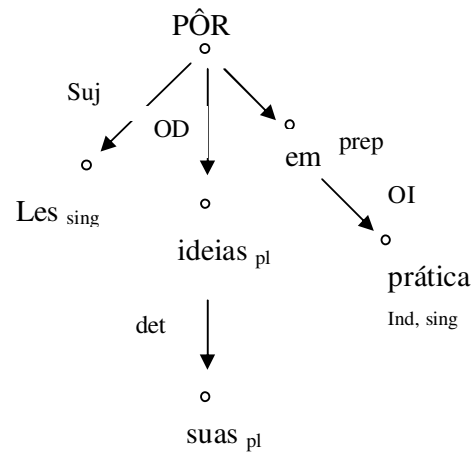 PÔR
Suj
OD
prep
em
OI
Les sing
ideias pl
prática
Ind, sing
det
suas pl